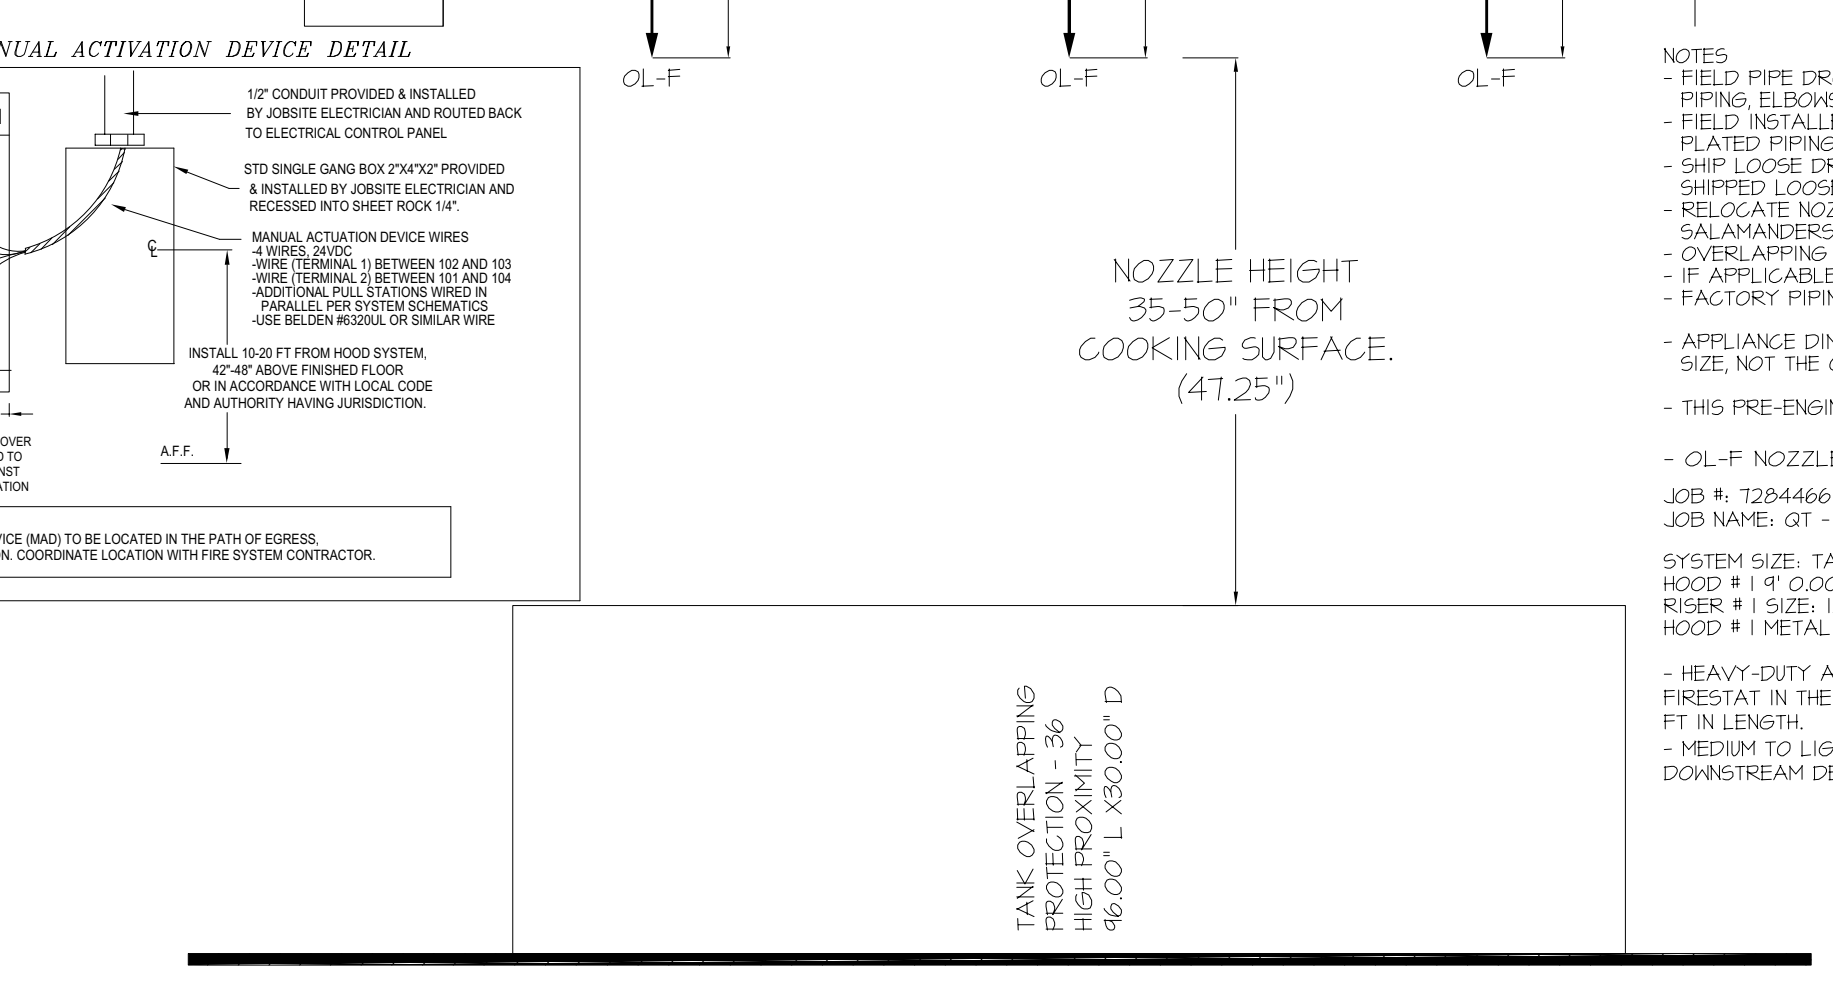 NUAL ACTIVATION DEVICE DETAIL
1/2" CONDUIT PROVIDED & INSTALLED
BY JOBSITE ELECTRICIAN AND ROUTED BACK
TO ELECTRICAL CONTROL PANEL
STD SINGLE GANG BOX 2"X4"X2" PROVIDED
& INSTALLED BY JOBSITE ELECTRICIAN AND
RECESSED INTO SHEET ROCK 1/4".
MANUAL ACTUATION DEVICE WIRES
-4 WIRES, 24VDC
-WIRE (TERMINAL 1) BETWEEN 102 AND 103
-WIRE (TERMINAL 2) BETWEEN 101 AND 104
-ADDITIONAL PULL STATIONS WIRED IN
PARALLEL PER SYSTEM SCHEMATICS
-USE BELDEN #6320UL OR SIMILAR WIRE
℄
INSTALL 10-20 FT FROM HOOD SYSTEM,
42"-48" ABOVE FINISHED FLOOR
OR IN ACCORDANCE WITH LOCAL CODE
AND AUTHORITY HAVING JURISDICTION.
A.F.F.
OVER
D TO
NST
ATION
VICE (MAD) TO BE LOCATED IN THE PATH OF EGRESS,
ON. COORDINATE LOCATION WITH FIRE SYSTEM CONTRACTOR.
OL-F
OL-F
OL-F
NOZZLE HEIGHT
35-50" FROM
COOKING SURFACE.
(47.25")
TANK OVERLAPPING
PROTECTION - 36
HIGH PROXIMITY
96.00" L X30.00" D
NOTES
- FIELD PIPE DR
PIPING, ELBOWS
- FIELD INSTALLE
PLATED PIPING
- SHIP LOOSE DR
SHIPPED LOOSE
- RELOCATE NOZ
SALAMANDERS
- OVERLAPPING
- IF APPLICABLE
- FACTORY PIPIN
- APPLIANCE DIM
SIZE, NOT THE
- THIS PRE-ENGIN
- OL-F NOZZLE
JOB #: 7284466
JOB NAME: QT -
SYSTEM SIZE: TA
HOOD # 1 9' 0.00
RISER # 1 SIZE: 1
HOOD # 1 METAL
- HEAVY-DUTY A
FIRESTAT IN THE
FT IN LENGTH.
- MEDIUM TO LIG
DOWNSTREAM DE